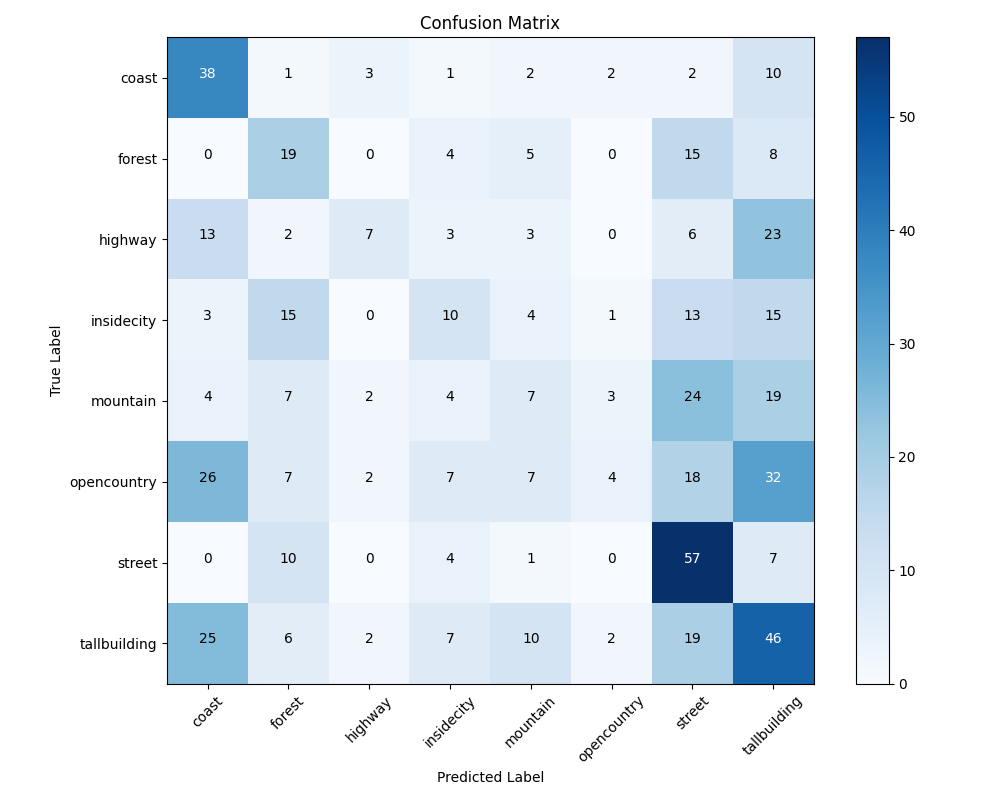 Confusion Matrix
True Label
coast 38 1 3 1 2 2 2 10
forest 0 19 0 4 5 0 15 8
highway 13 2 7 3 3 0 6 23
insidecity 3 15 0 10 4 1 13 15
mountain 4 7 2 4 7 3 24 19
opencountry 26 7 2 7 7 4 18 32
street 0 10 0 4 1 0 57 7
tallbuilding 25 6 2 7 10 2 19 46
coast forest highway insidecity mountain opencountry street tallbuilding
Predicted Label
50
40
30
20
10
0